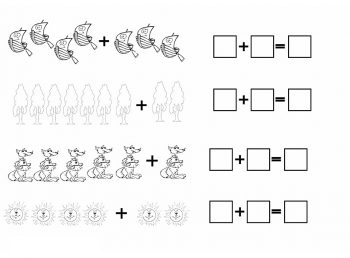 + + =
+ + =
+ + =
+ + =